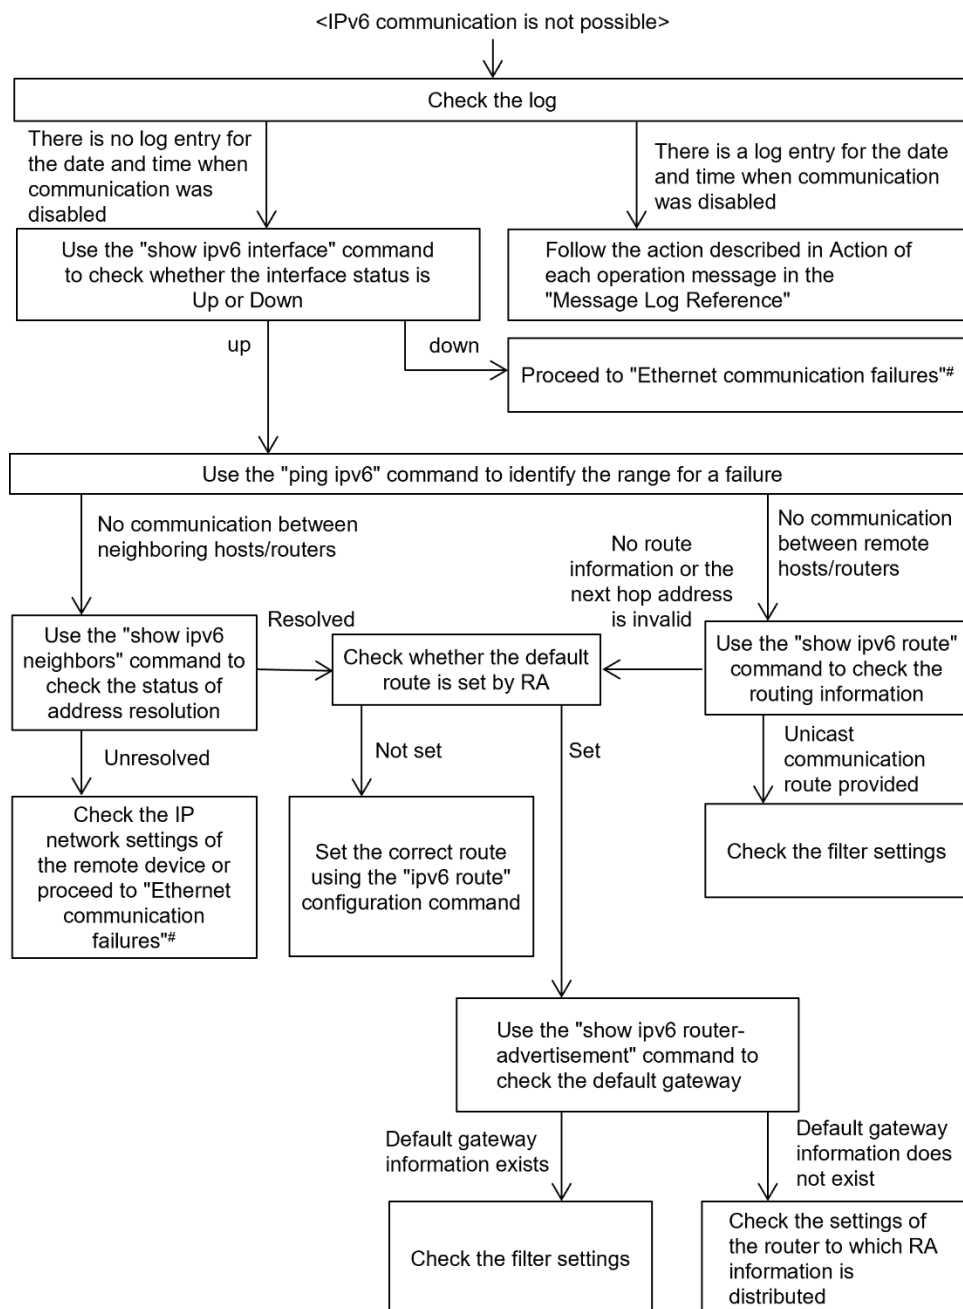 <IPv6 communication is not possible>
Check the log
There is no log entry for
the date and time when
communication was
disabled
There is a log entry for the date
and time when communication
was disabled
Use the "show ipv6 interface" command
to check whether the interface status is
Up or Down
Follow the action described in Action of
each operation message in the
"Message Log Reference"
up
down
Proceed to "Ethernet communication failures"#
Use the "ping ipv6" command to identify the range for a failure
No communication between
neighboring hosts/routers
No route
information or the
next hop address
is invalid
No communication
between remote
hosts/routers
Use the "show ipv6
neighbors" command to
check the status of
address resolution
Resolved
Check whether the default
route is set by RA
Use the "show ipv6 route"
command to check the
routing information
Unresolved
Not set
Set
Unicast
communication
route provided
Check the IP
network settings of
the remote device or
proceed to "Ethernet
communication
failures"#
Set the correct route
using the "ipv6 route"
configuration command
Check the filter settings
Use the "show ipv6 router-
advertisement" command to
check the default gateway
Default gateway
information exists
Default gateway
information does
not exist
Check the filter settings
Check the settings of
the router to which RA
information is
distributed